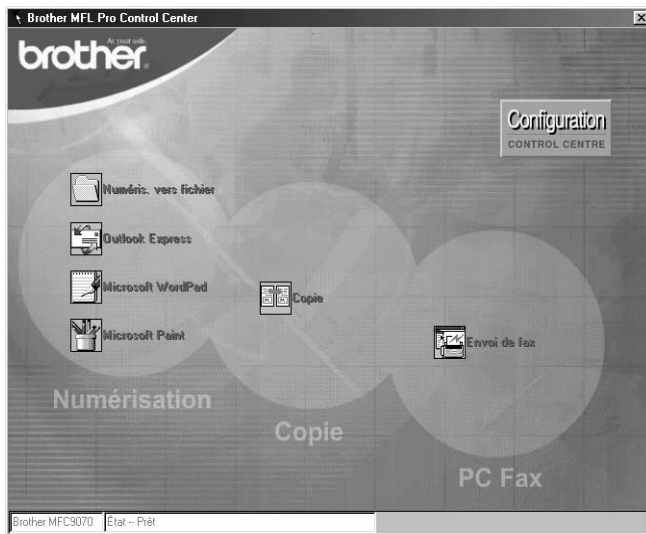 Brother MFL Pro Control Center
At your side.
brother.
Configuration
CONTROL CENTRE
Numéris. vers fichier
Outlook Express
Microsoft WordPad
Microsoft Paint
Numérisation
Copie
Copie
Envoi de fax
PC Fax
Brother MFC9070
État -- Prêt